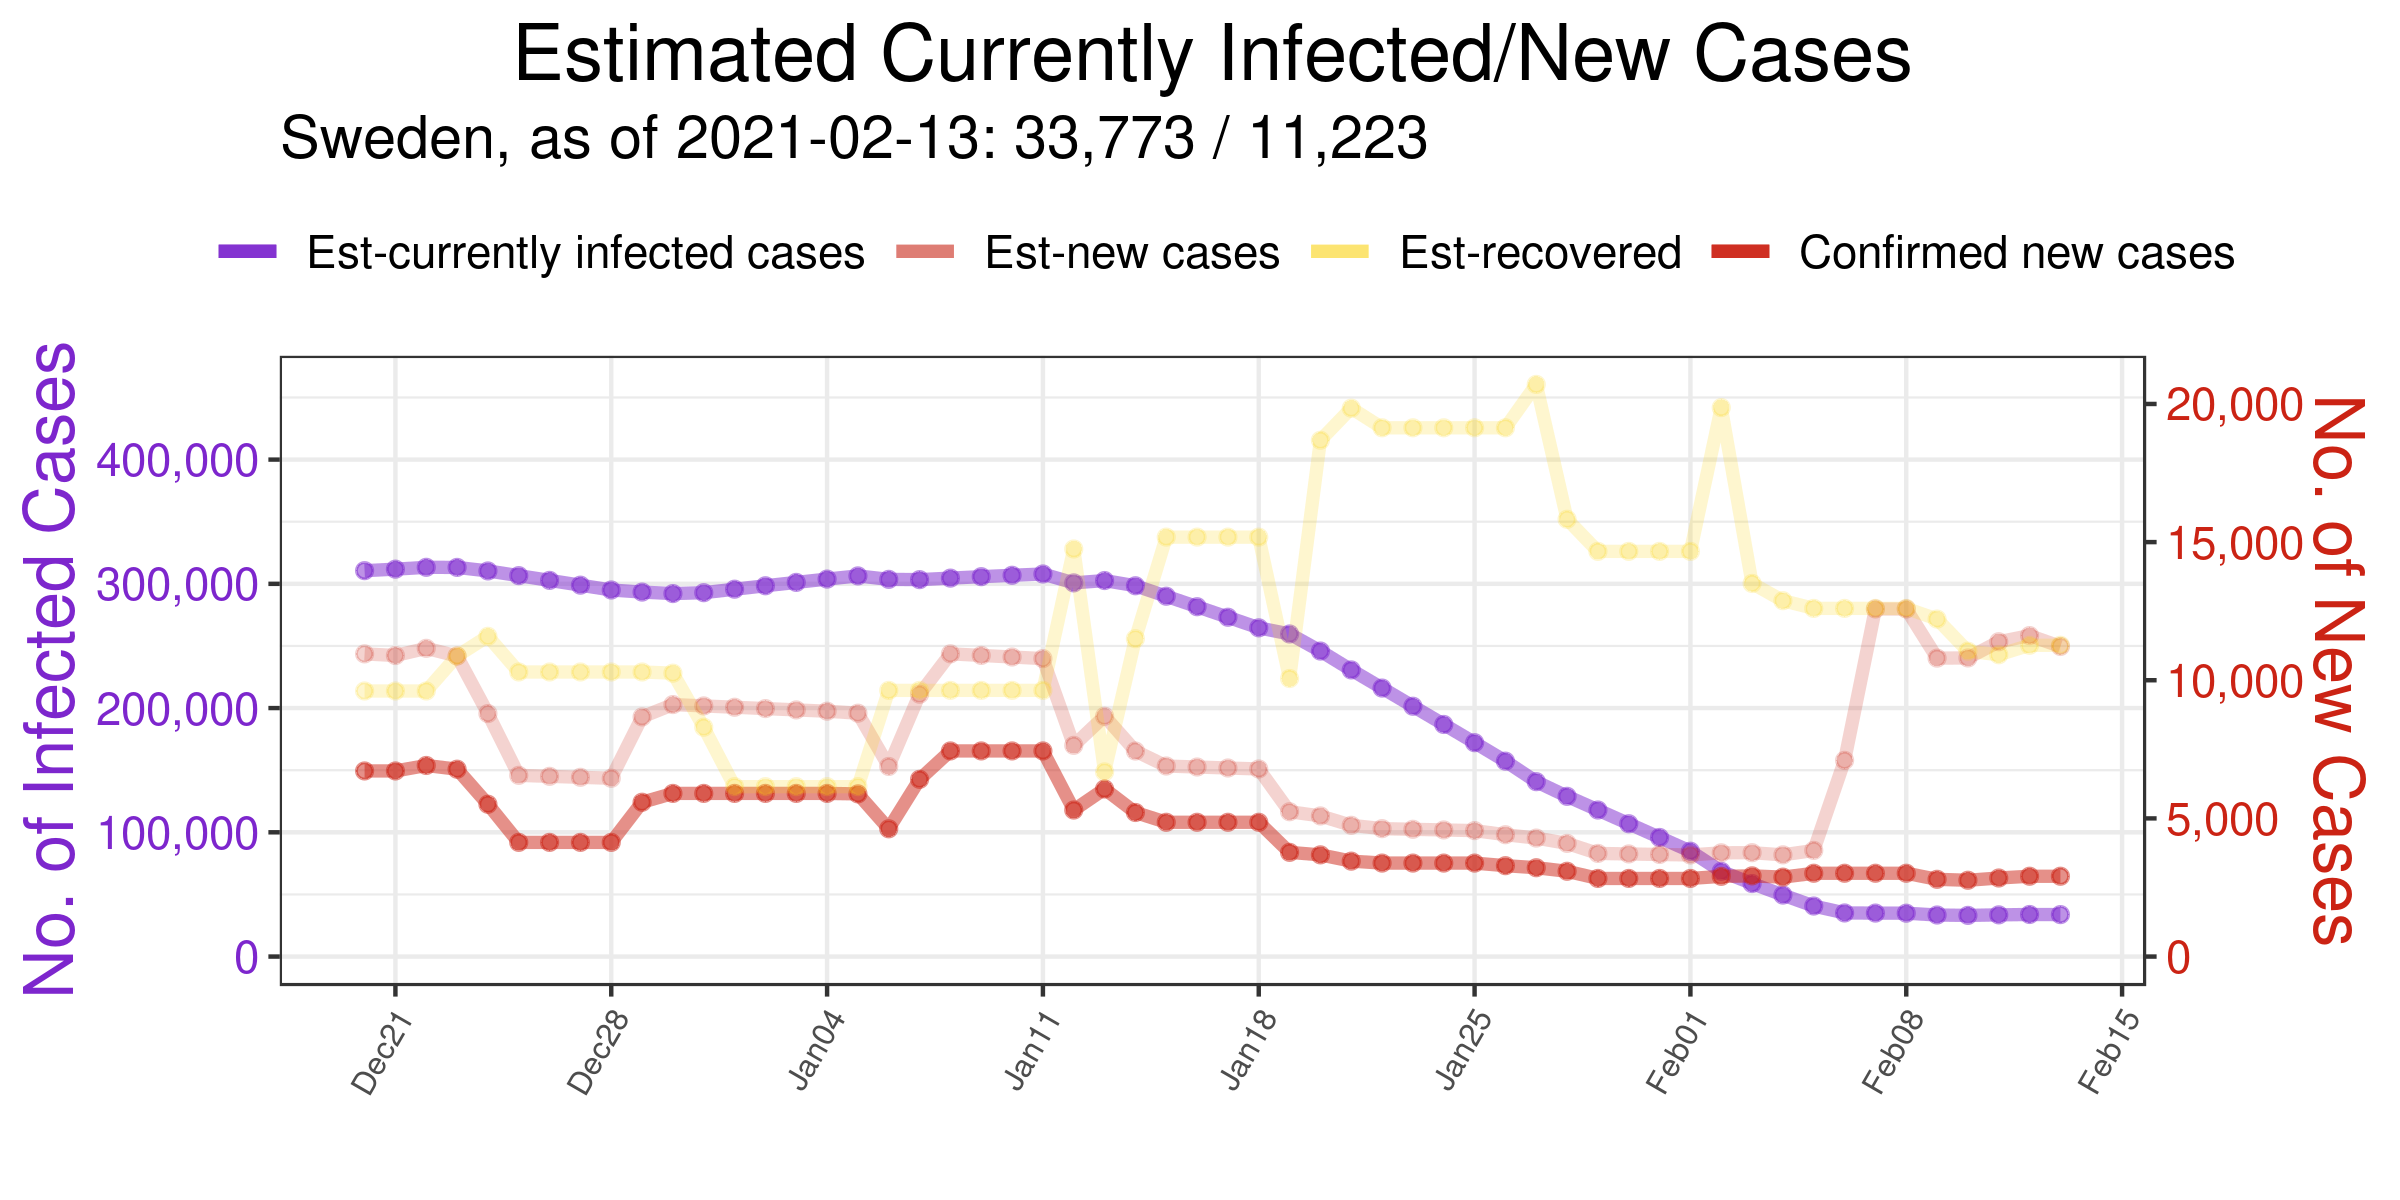 Estimated Currently Infected/New Cases
Sweden, as of 2021-02-13: 33,773 / 11,223
Est-currently infected cases Est-new cases Est-recovered Confirmed new cases
No. of Infected Cases
400,000
300,000
200,000
100,000
0
20,000
15,000
10,000
5,000
0
No. of New Cases
Dec21 Dec28 Jan04 Jan11 Jan18 Jan25 Feb01 Feb08 Feb15